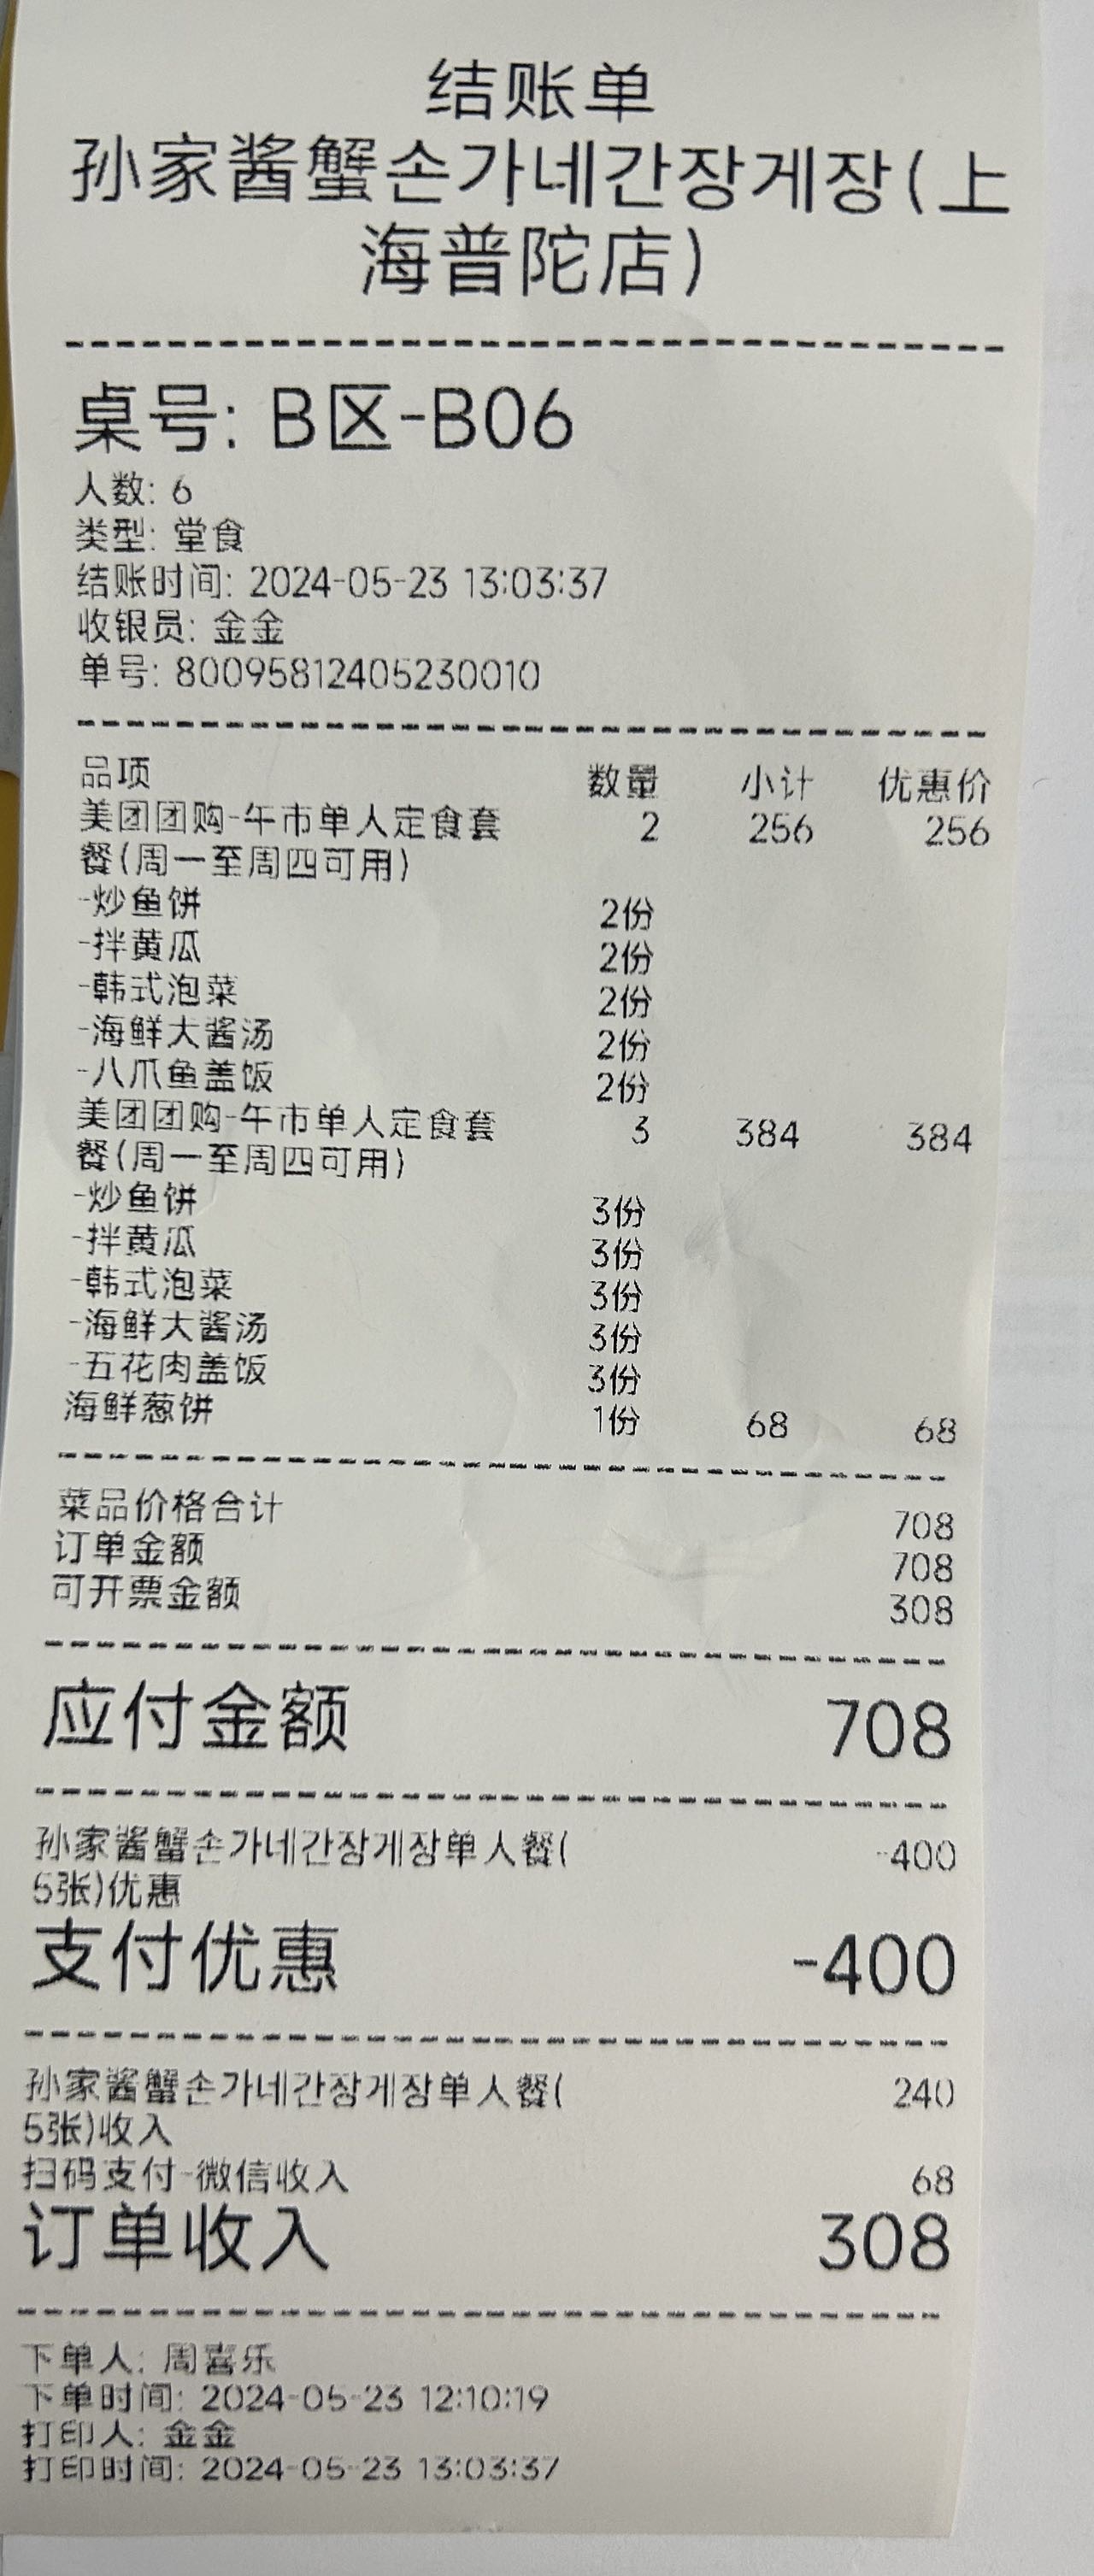 结账单
孙家酱蟹손가네간장게장(上
海普陀店)
桌号: B区-B06
人数: 6
类型: 堂食
结账时间: 2024-05-23 13:03:37
收银员: 金金
单号: 80095812405230010
品项 数量 小计 优惠价
美团团购-午市单人定食套 2 256 256
餐(周一至周四可用)
-炒鱼饼 2份
-拌黄瓜 2份
-韩式泡菜 2份
-海鲜大酱汤 2份
-八爪鱼盖饭 2份
美团团购-午市单人定食套 3 384 384
餐(周一至周四可用)
-炒鱼饼 3份
-拌黄瓜 3份
-韩式泡菜 3份
-海鲜大酱汤 3份
-五花肉盖饭 3份
海鲜葱饼 1份 68 68
菜品价格合计 708
订单金额 708
可开票金额 308
应付金额 708
孙家酱蟹손가네간장게장单人餐( -400
5张)优惠
支付优惠 -400
孙家酱蟹손가네간장게장单人餐( 240
5张)收入
扫码支付-微信收入 68
订单收入 308
下单人: 周喜乐
下单时间: 2024-05-23 12:10:19
打印人: 金金
打印时间: 2024-05-23 13:03:37